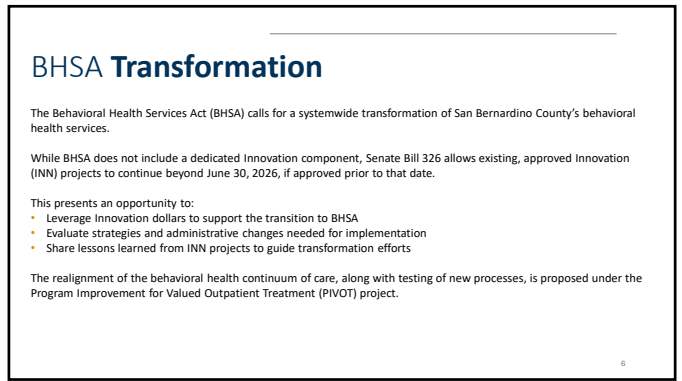 BHSA Transformation
The Behavioral Health Services Act (BHSA) calls for a systemwide transformation of San Bernardino County's behavioral
health services.
While BHSA does not include a dedicated Innovation component, Senate Bill 326 allows existing, approved Innovation
(INN) projects to continue beyond June 30, 2026, if approved prior to that date.
This presents an opportunity to:
• Leverage Innovation dollars to support the transition to BHSA
• Evaluate strategies and administrative changes needed for implementation
• Share lessons learned from INN projects to guide transformation efforts
The realignment of the behavioral health continuum of care, along with testing of new processes, is proposed under the
Program Improvement for Valued Outpatient Treatment (PIVOT) project.
6